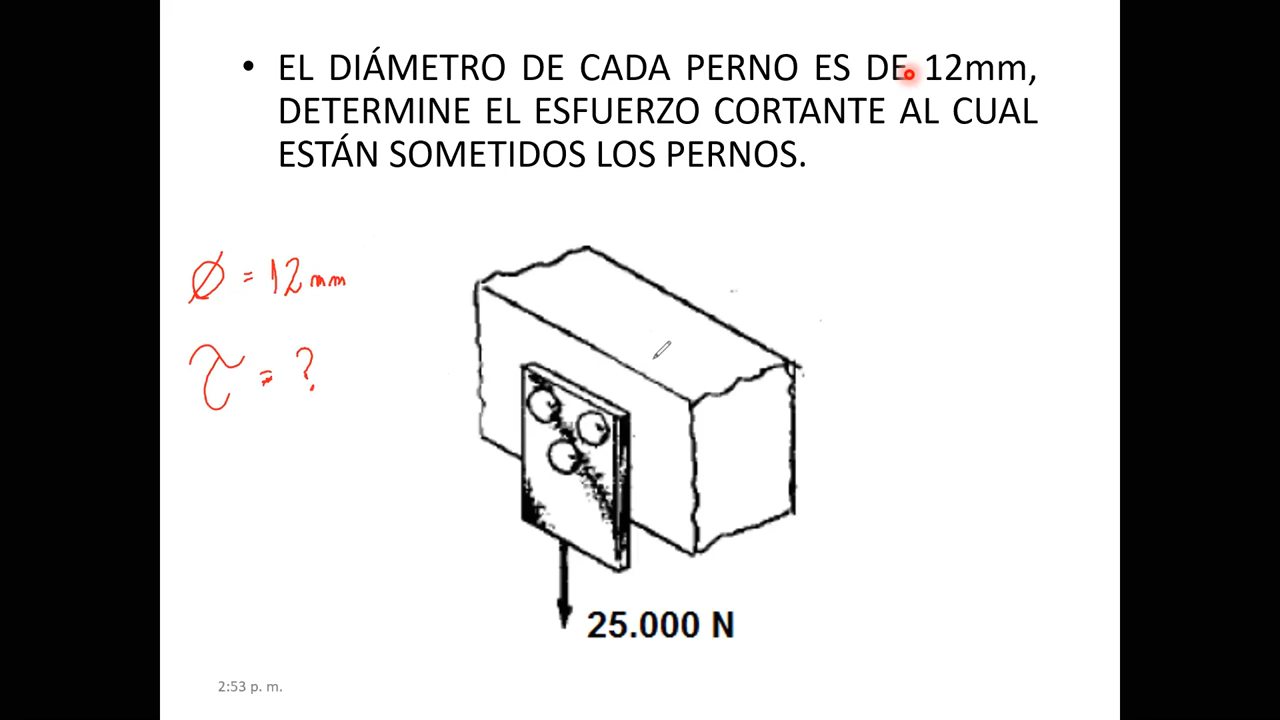 • EL DIÁMETRO DE CADA PERNO ES DE 12mm,
DETERMINE EL ESFUERZO CORTANTE AL CUAL
ESTÁN SOMETIDOS LOS PERNOS.
Ø = 12 mm
τ = ?
25.000 N
2:53 p. m.